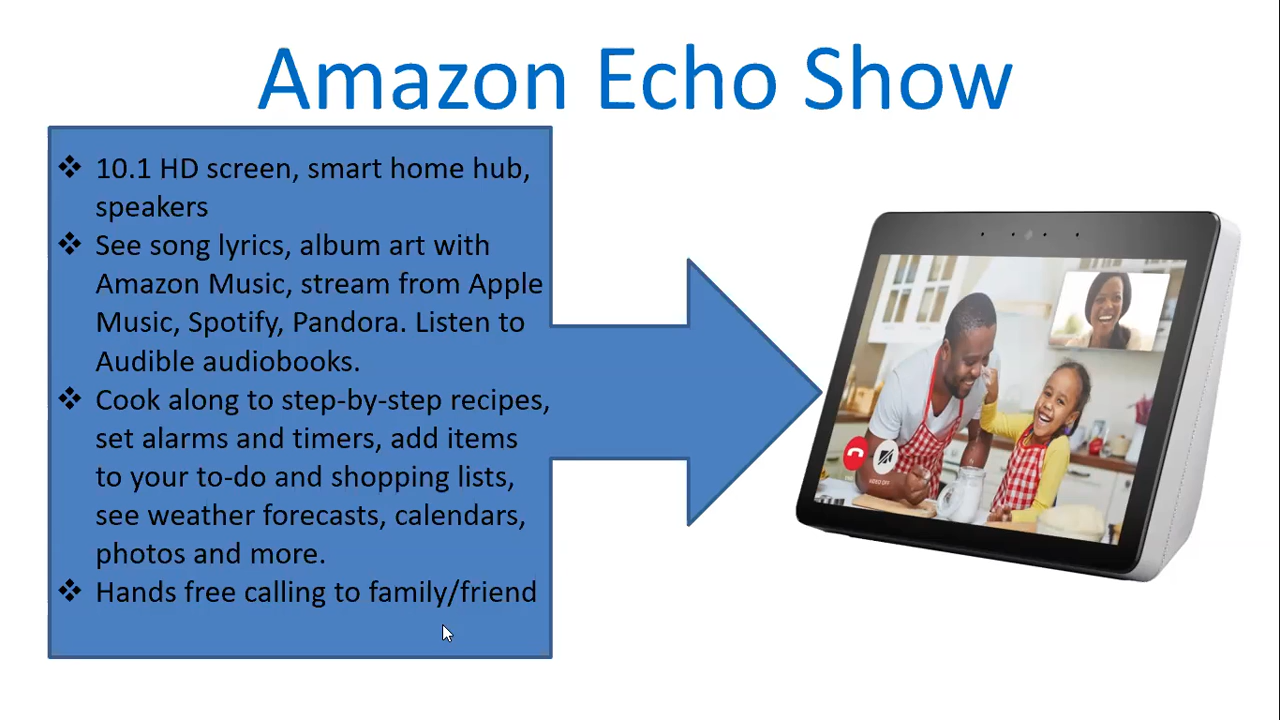 Amazon Echo Show
❖ 10.1 HD screen, smart home hub,
speakers
❖ See song lyrics, album art with
Amazon Music, stream from Apple
Music, Spotify, Pandora. Listen to
Audible audiobooks.
❖ Cook along to step-by-step recipes,
set alarms and timers, add items
to your to-do and shopping lists,
see weather forecasts, calendars,
photos and more.
❖ Hands free calling to family/friend
VIDEO OFF